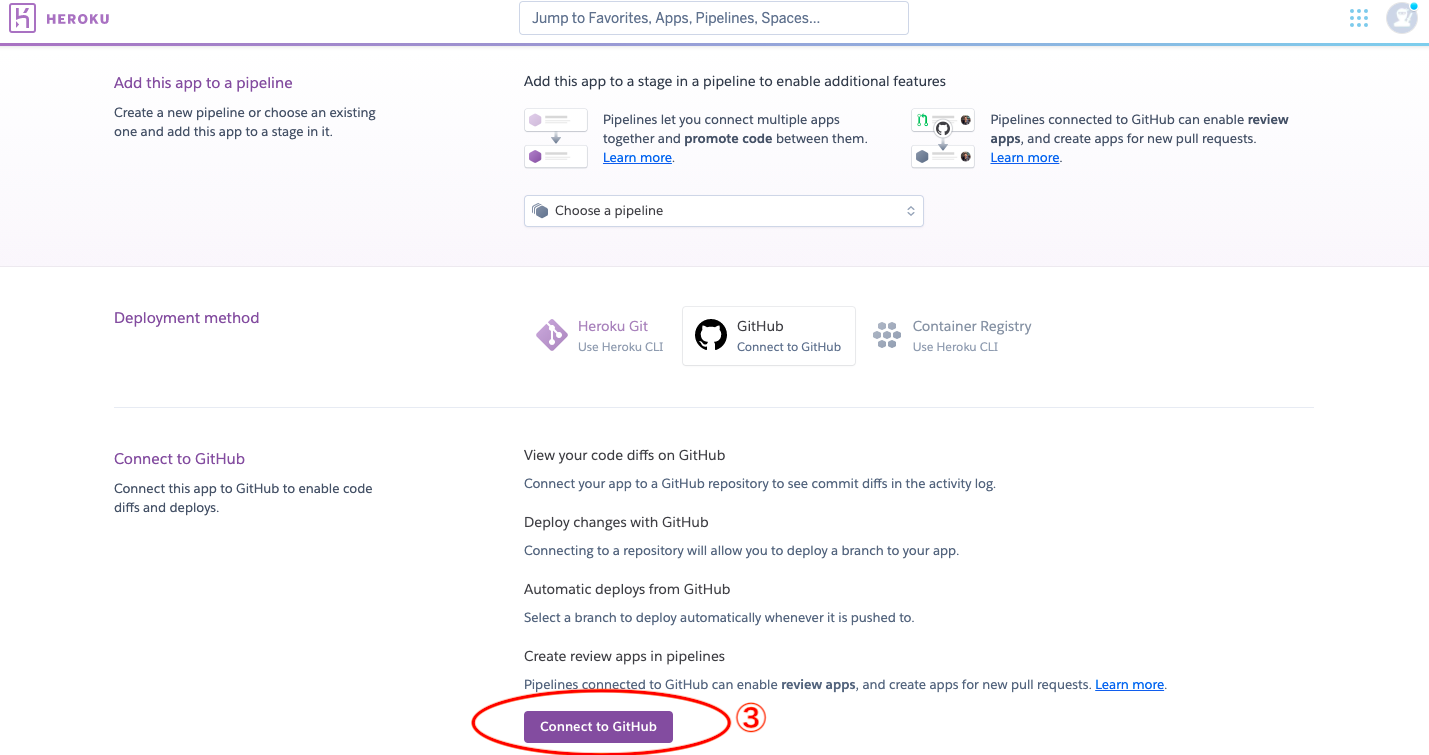 HEROKU
Jump to Favorites, Apps, Pipelines, Spaces...
Add this app to a pipeline
Create a new pipeline or choose an existing
one and add this app to a stage in it.
Add this app to a stage in a pipeline to enable additional features
Pipelines let you connect multiple apps
together and promote code between them.
Learn more.
Pipelines connected to GitHub can enable review
apps, and create apps for new pull requests.
Learn more.
Choose a pipeline
Deployment method
Heroku Git
Use Heroku CLI
GitHub
Connect to GitHub
Container Registry
Use Heroku CLI
Connect to GitHub
Connect this app to GitHub to enable code
diffs and deploys.
View your code diffs on GitHub
Connect your app to a GitHub repository to see commit diffs in the activity log.
Deploy changes with GitHub
Connecting to a repository will allow you to deploy a branch to your app.
Automatic deploys from GitHub
Select a branch to deploy automatically whenever it is pushed to.
Create review apps in pipelines
Pipelines connected to GitHub can enable review apps, and create apps for new pull requests. Learn more.
Connect to GitHub
③